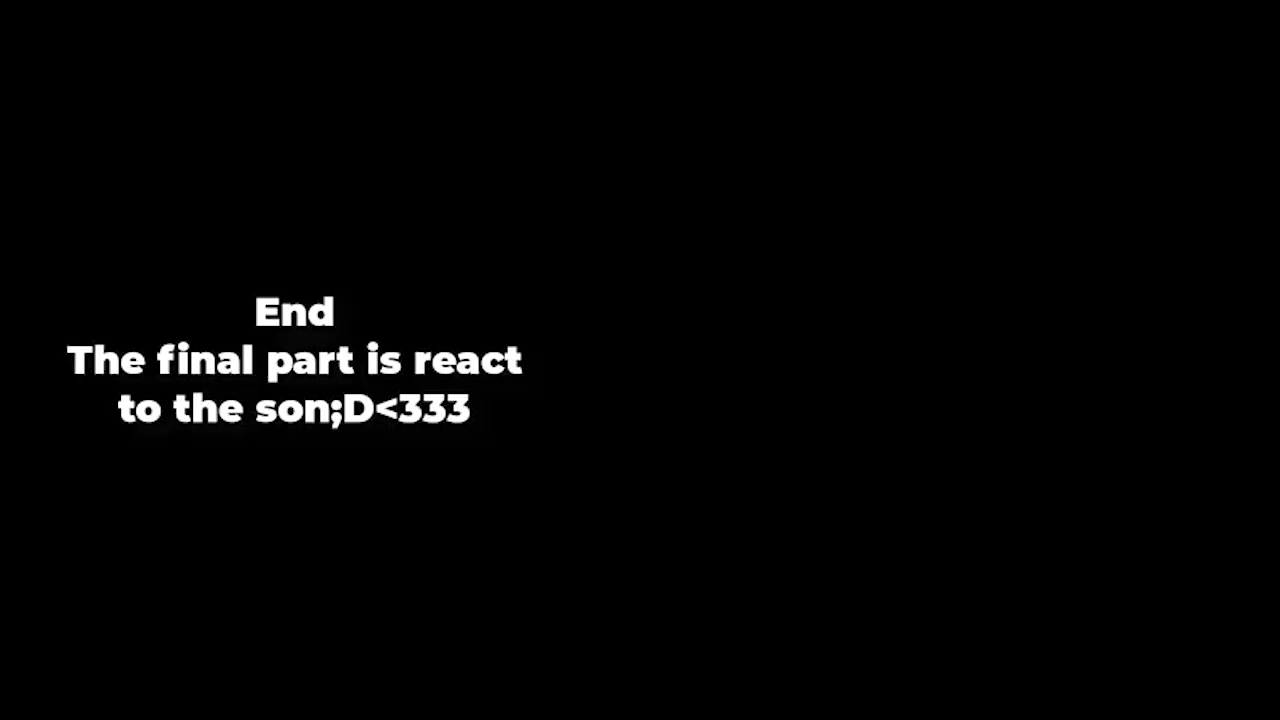 End
The final part is react
to the son;D<333